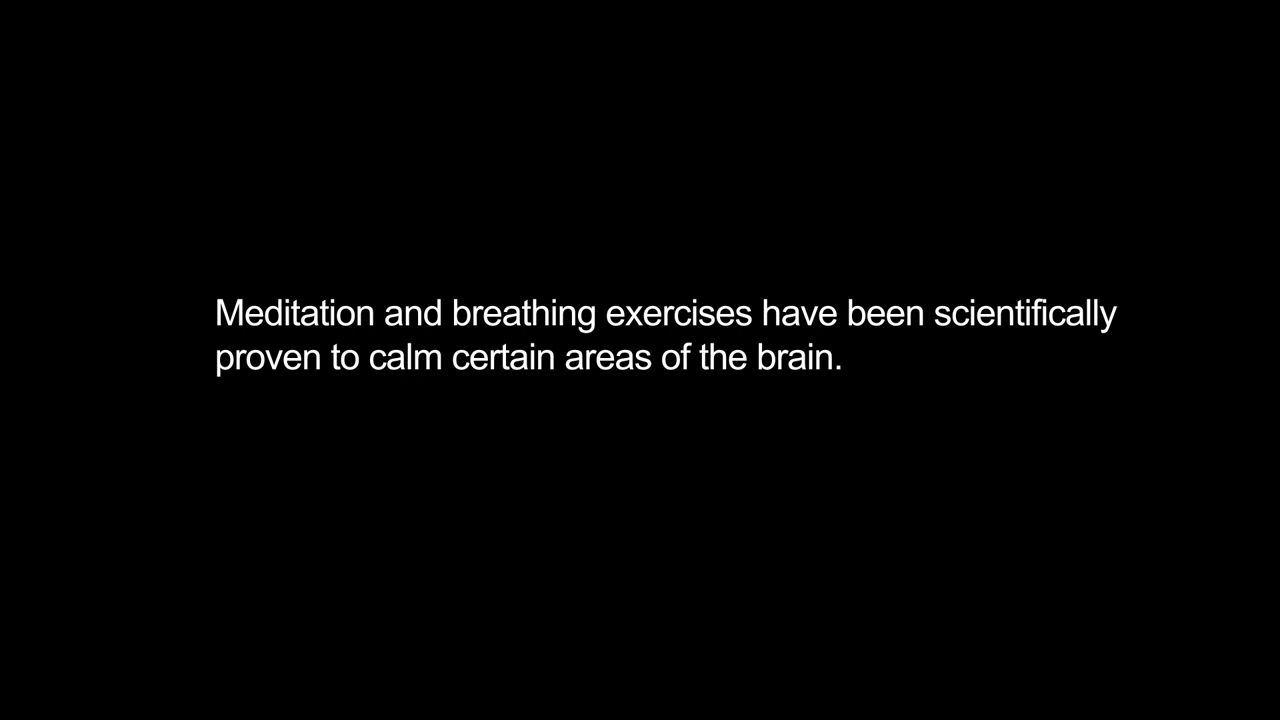 Meditation and breathing exercises have been scientifically
proven to calm certain areas of the brain.